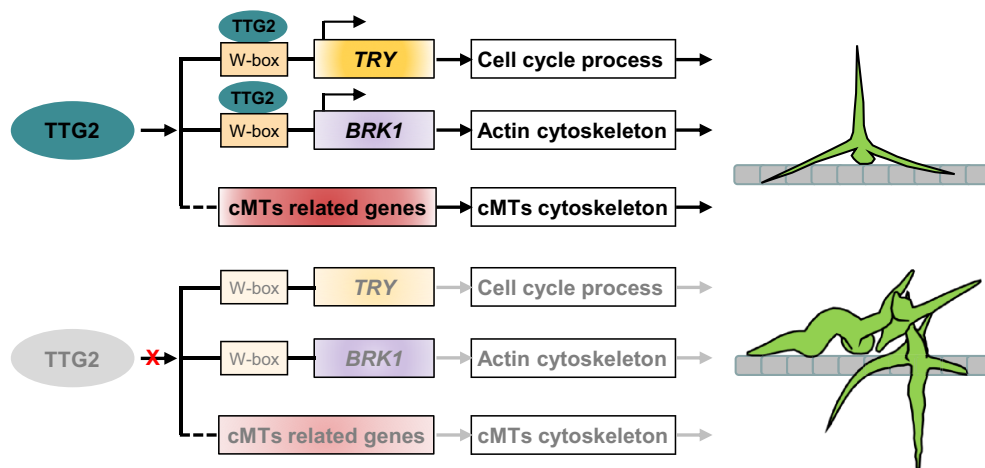 TTG2
W-box
TRY
Cell cycle process
TTG2
TTG2
W-box
BRK1
Actin cytoskeleton
cMTs related genes
cMTs cytoskeleton
W-box
TRY
Cell cycle process
TTG2
X
W-box
BRK1
Actin cytoskeleton
cMTs related genes
cMTs cytoskeleton